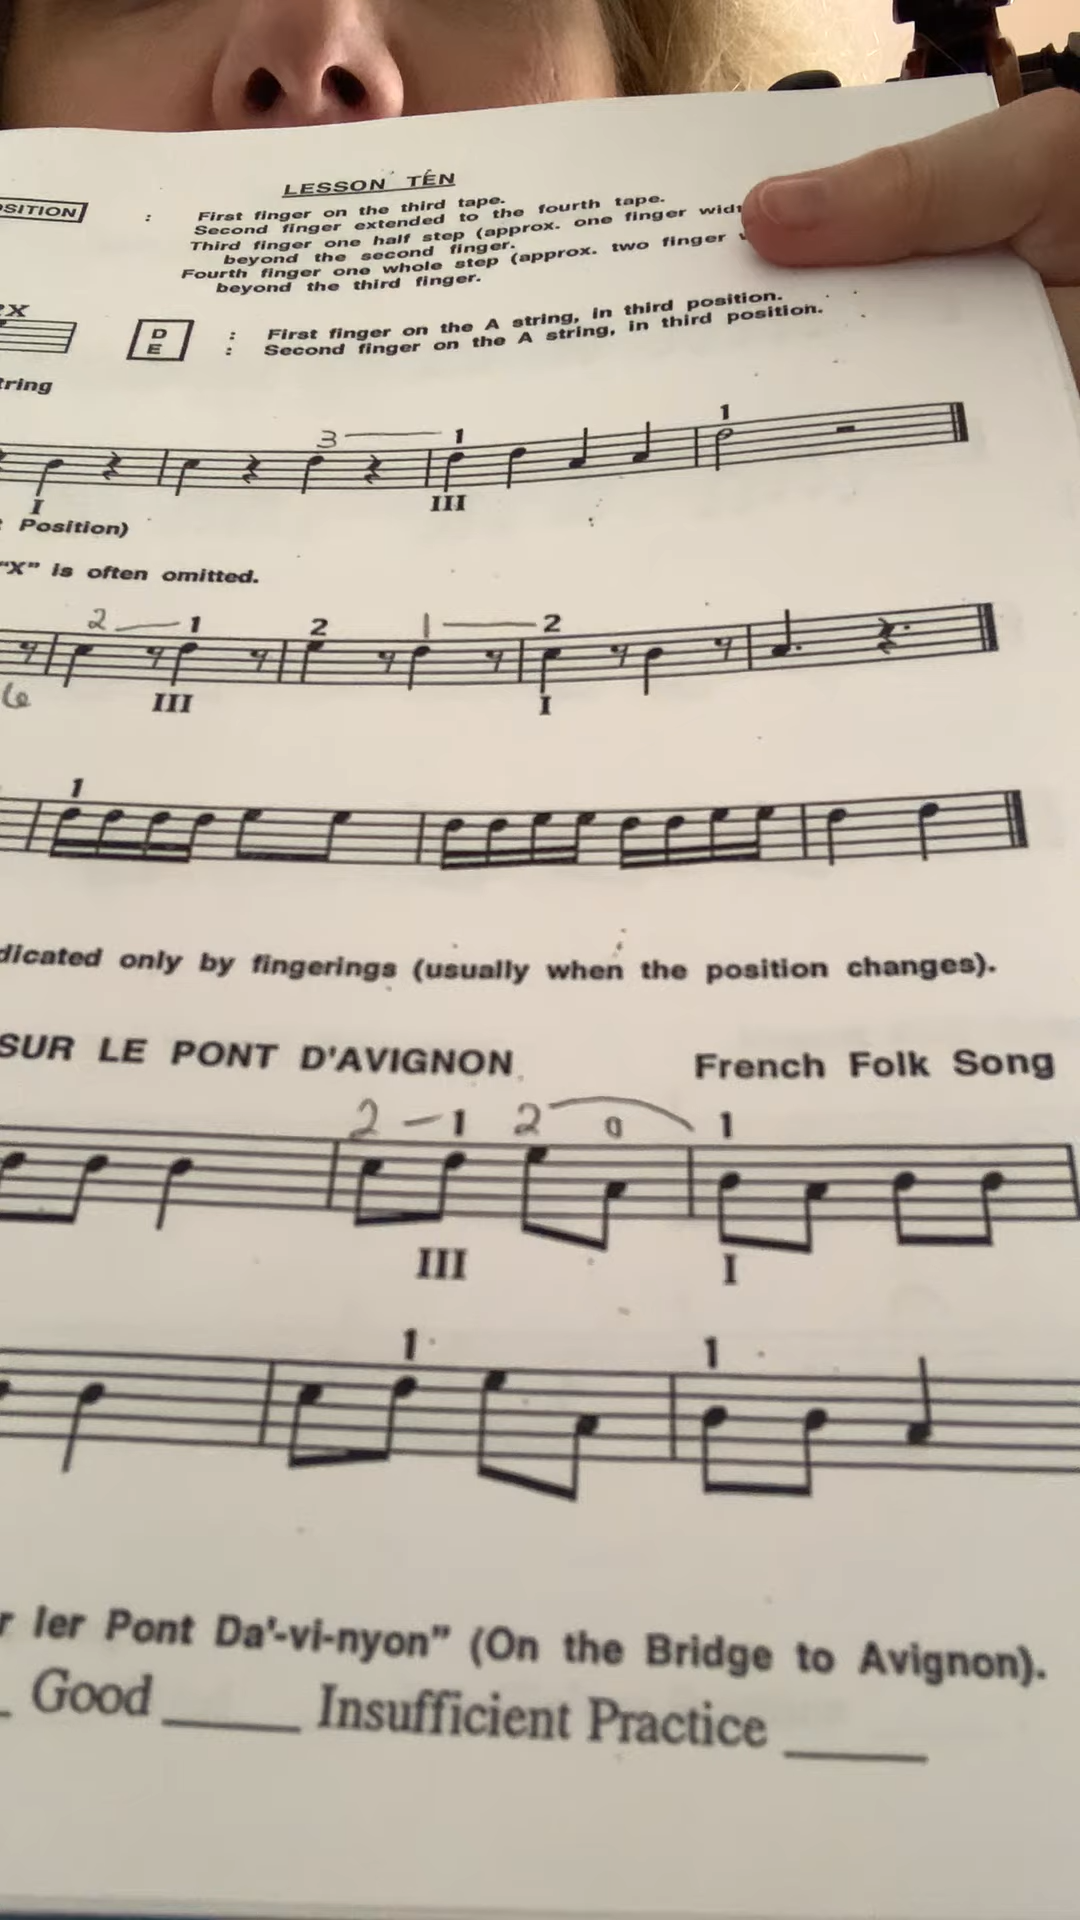 LESSON TEN
SITION : First finger on the third tape.
Second finger extended to the fourth tape.
Third finger one half step (approx. one finger
beyond the second finger.
Fourth finger one whole step (approx. two finger
beyond the third finger.
X
D : First finger on the A string, in third position.
E : Second finger on the A string, in third position.
tring
3 1 1
I III
Position)
"X" is often omitted.
2 1 2 1 2
6 III I
1
dicated only by fingerings (usually when the position changes).
SUR LE PONT D'AVIGNON French Folk Song
2 1 2 0 1
III I
1 1
r ler Pont Da'-vi-nyon" (On the Bridge to Avignon).
Good _____ Insufficient Practice _____